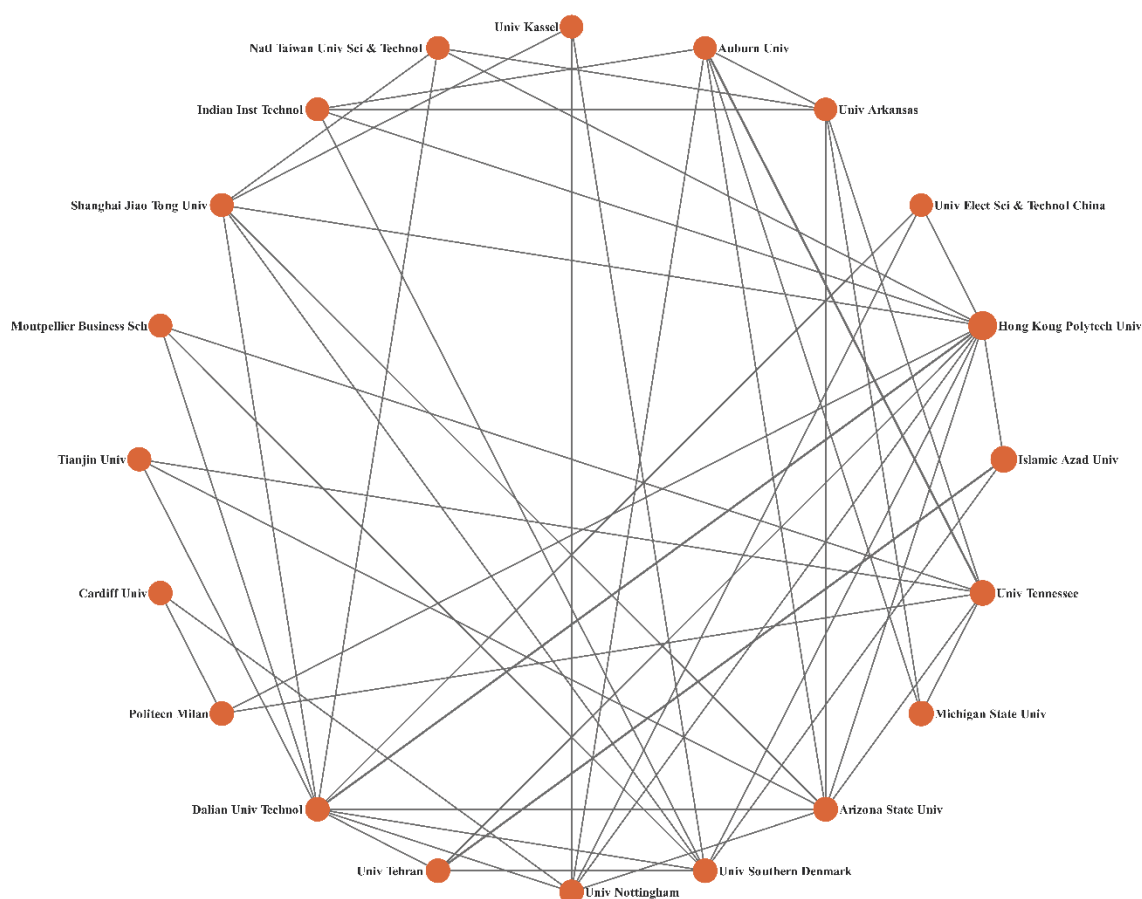 Univ Kassel
Natl Taiwan Univ Sci & Technol
Auburn Univ
Indian Inst Technol
Univ Arkansas
Shanghai Jiao Tong Univ
Univ Elect Sci & Technol China
Montpellier Business Sch
Hong Kong Polytech Univ
Tianjin Univ
Islamic Azad Univ
Cardiff Univ
Univ Tennessee
Politecn Milan
Michigan State Univ
Dalian Univ Technol
Arizona State Univ
Univ Tehran
Univ Southern Denmark
Univ Nottingham